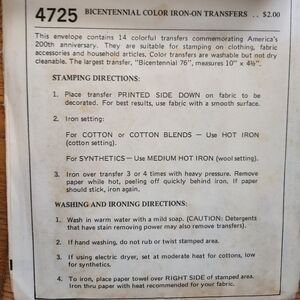 4725 BICENTENNIAL COLOR IRON-ON TRANSFERS .. $2.00
This envelope contains 14 colorful transfers commemorating America's
200th anniversary. They are suitable for stamping on clothing, fabric
accessories and household articles. Color transfers are washable but not dry
cleanable. The largest transfer, "Bicentennial 76", measures 10" x 4½".
STAMPING DIRECTIONS:
1. Place transfer PRINTED SIDE DOWN on fabric to be
decorated. For best results, use fabric with a smooth surface.
2. Iron setting:
For COTTON or COTTON BLENDS – Use HOT IRON
(cotton setting).
For SYNTHETICS – Use MEDIUM HOT IRON (wool setting).
3. Iron over transfer 3 or 4 times with heavy pressure. Remove
paper while hot, peeling off quickly behind iron. If paper
should stick, iron again.
WASHING AND IRONING DIRECTIONS:
1. Wash in warm water with a mild soap. (CAUTION: Detergents
that have stain removing power may also remove transfers).
2. If hand washing, do not rub or twist stamped area.
3. If using electric dryer, set at moderate heat for cottons, low
for synthetics.
4. To iron, place paper towel over RIGHT SIDE of stamped area.
Iron thru paper with heat recommended for your fabric.